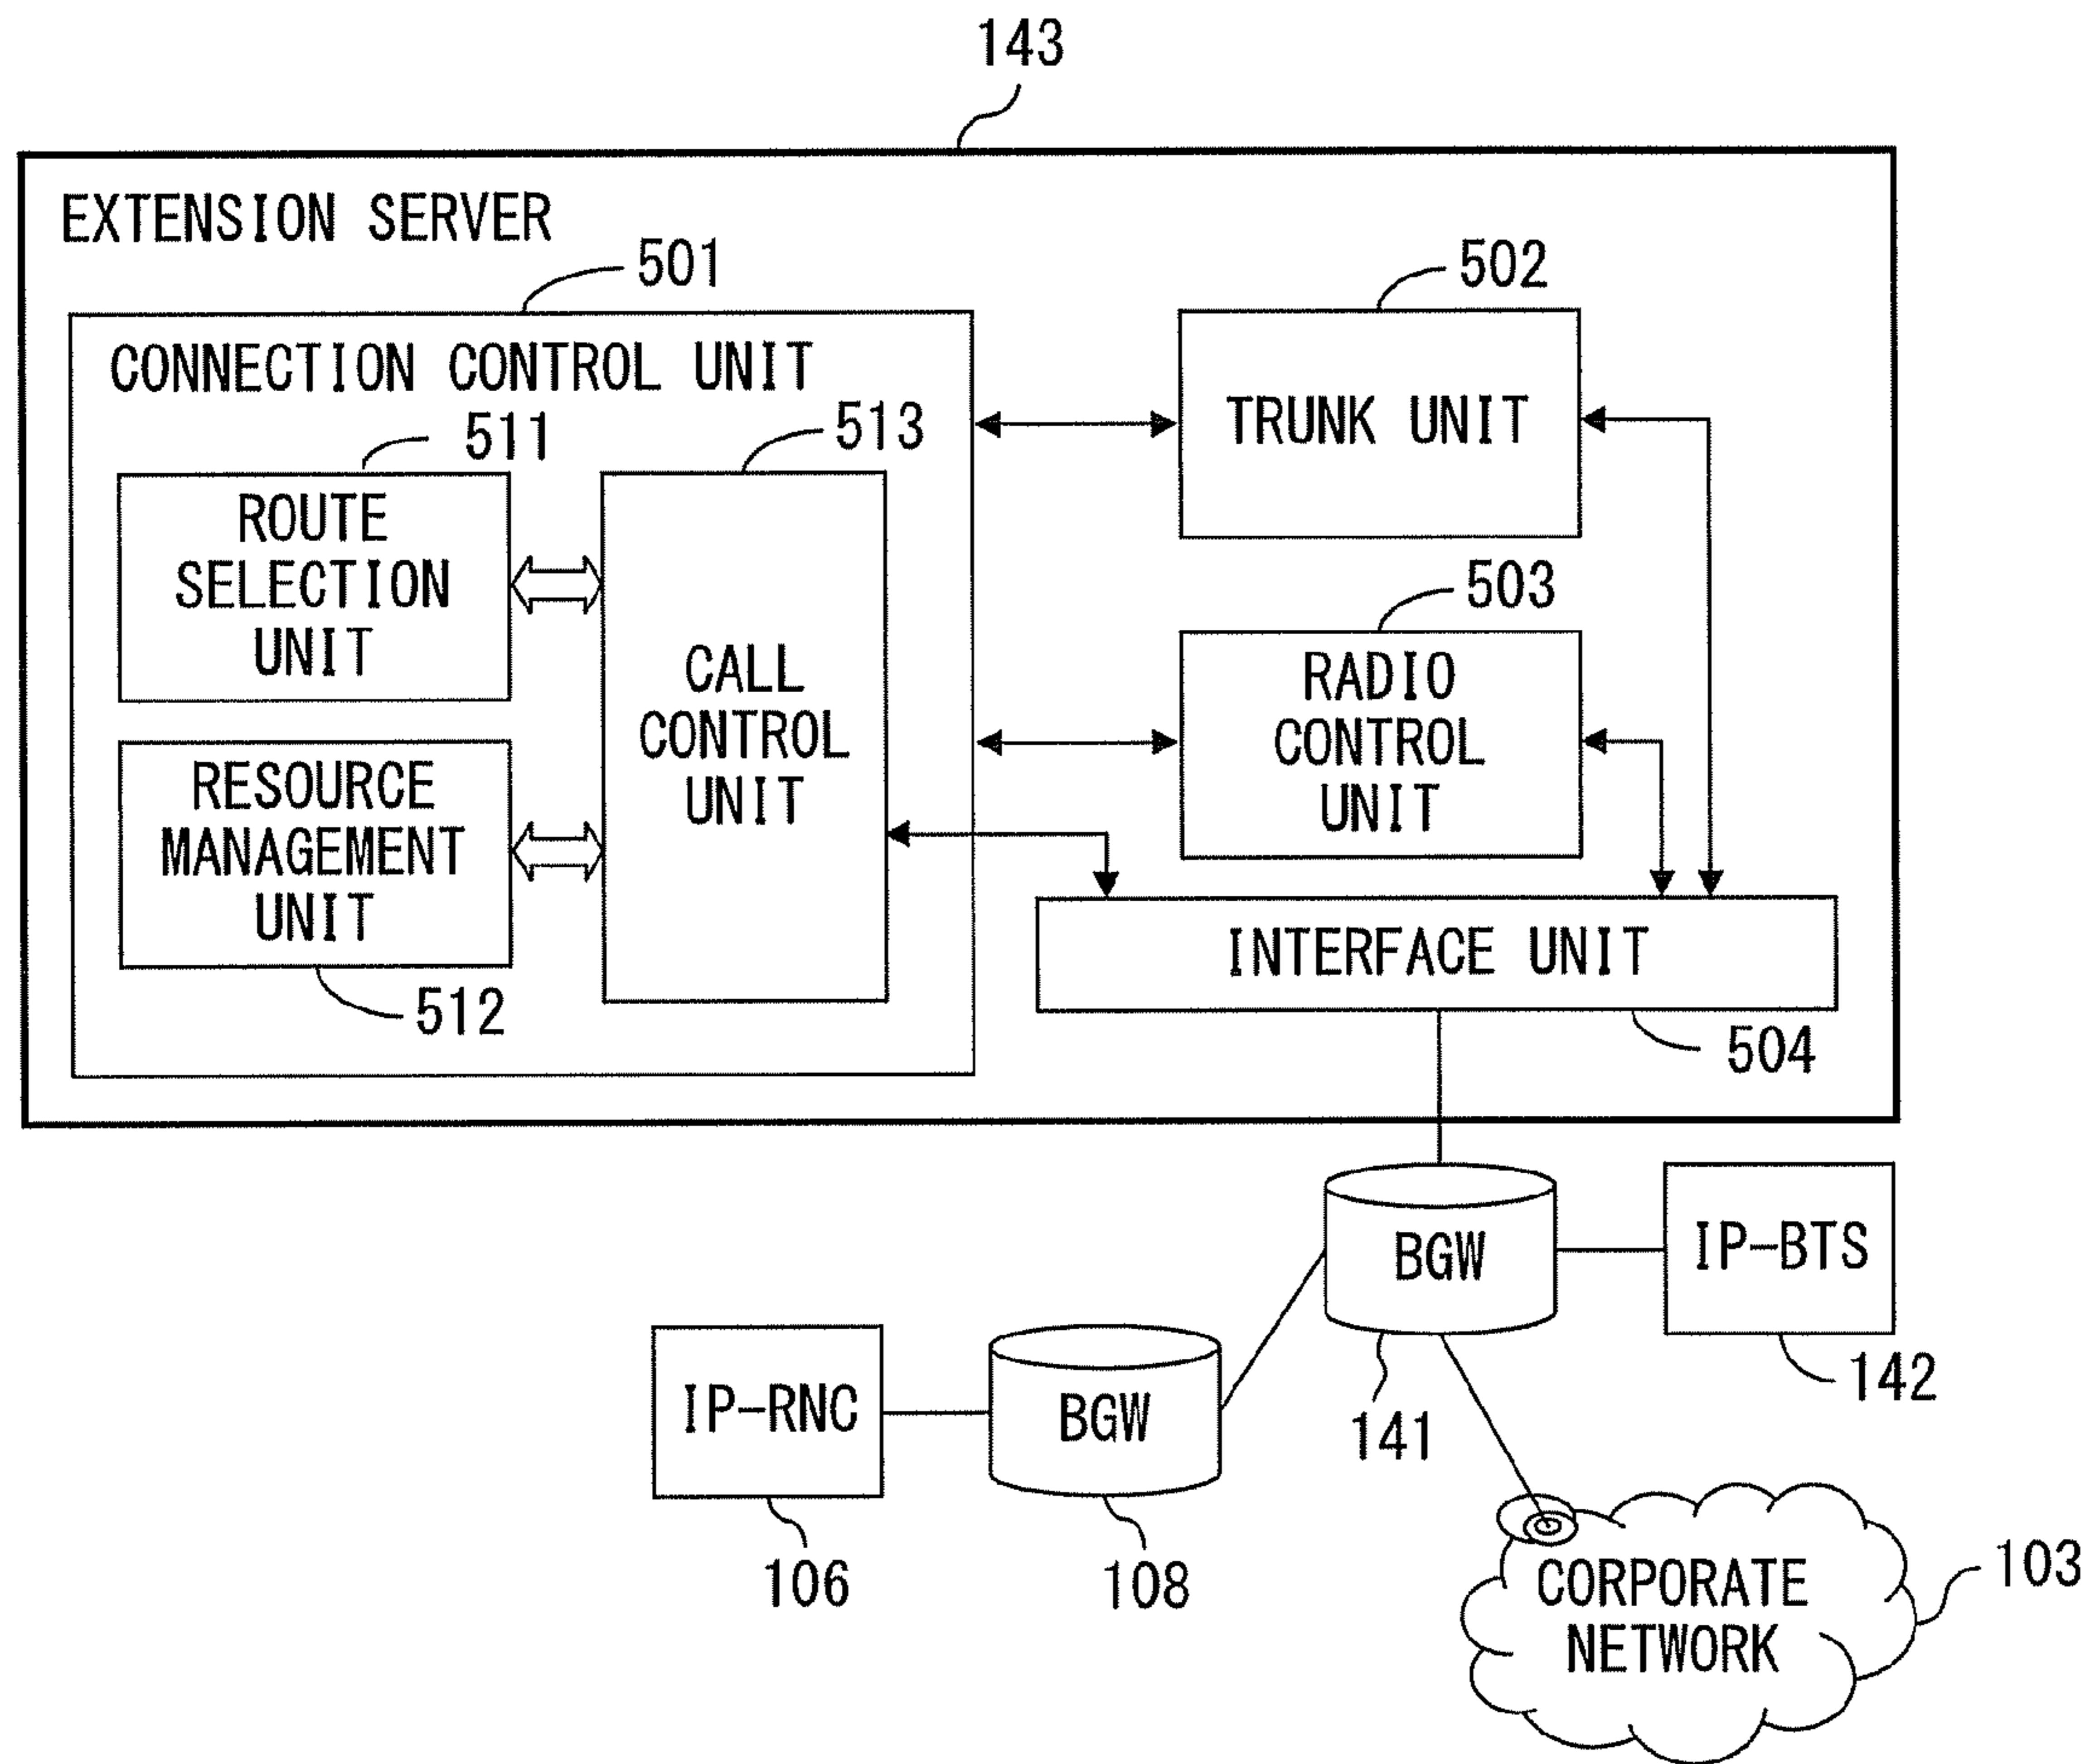 143
EXTENSION SERVER
501
502
CONNECTION CONTROL UNIT
511
513
TRUNK UNIT
ROUTE
SELECTION
UNIT
503
CALL
CONTROL
UNIT
RADIO
CONTROL
UNIT
RESOURCE
MANAGEMENT
UNIT
INTERFACE UNIT
512
504
BGW
IP-BTS
141
142
IP-RNC
BGW
106
108
CORPORATE
NETWORK
103